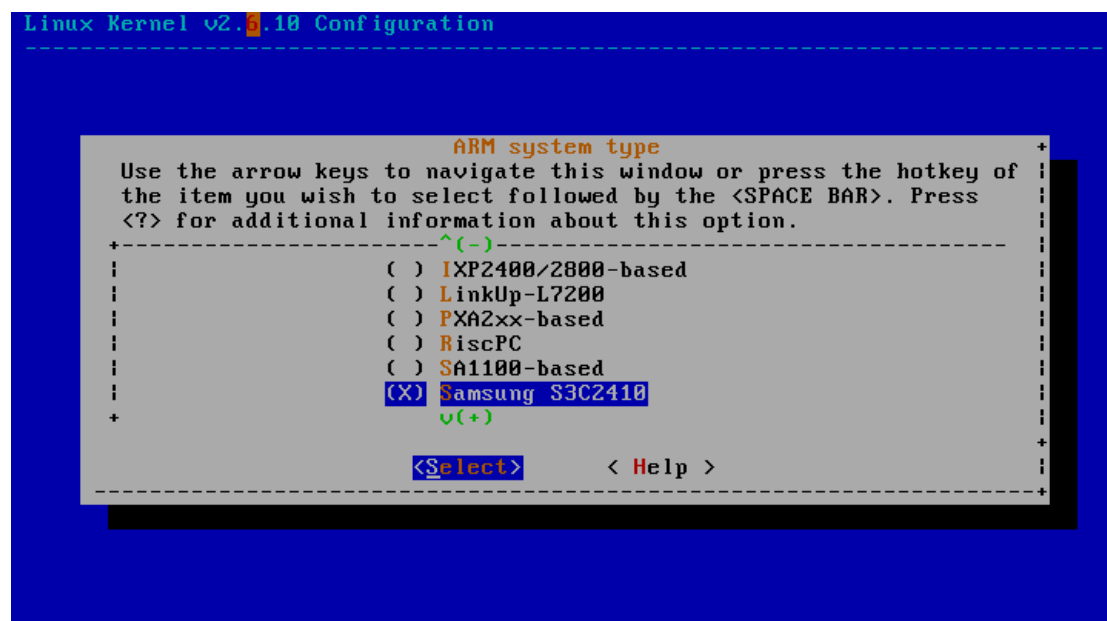 Linux Kernel v2.6.10 Configuration
ARM system type
Use the arrow keys to navigate this window or press the hotkey of
the item you wish to select followed by the <SPACE BAR>. Press
<?> for additional information about this option.
^(-)
( ) IXP2400/2800-based
( ) LinkUp-L7200
( ) PXA2xx-based
( ) RiscPC
( ) SA1100-based
(X) Samsung S3C2410
v(+)
<Select> < Help >